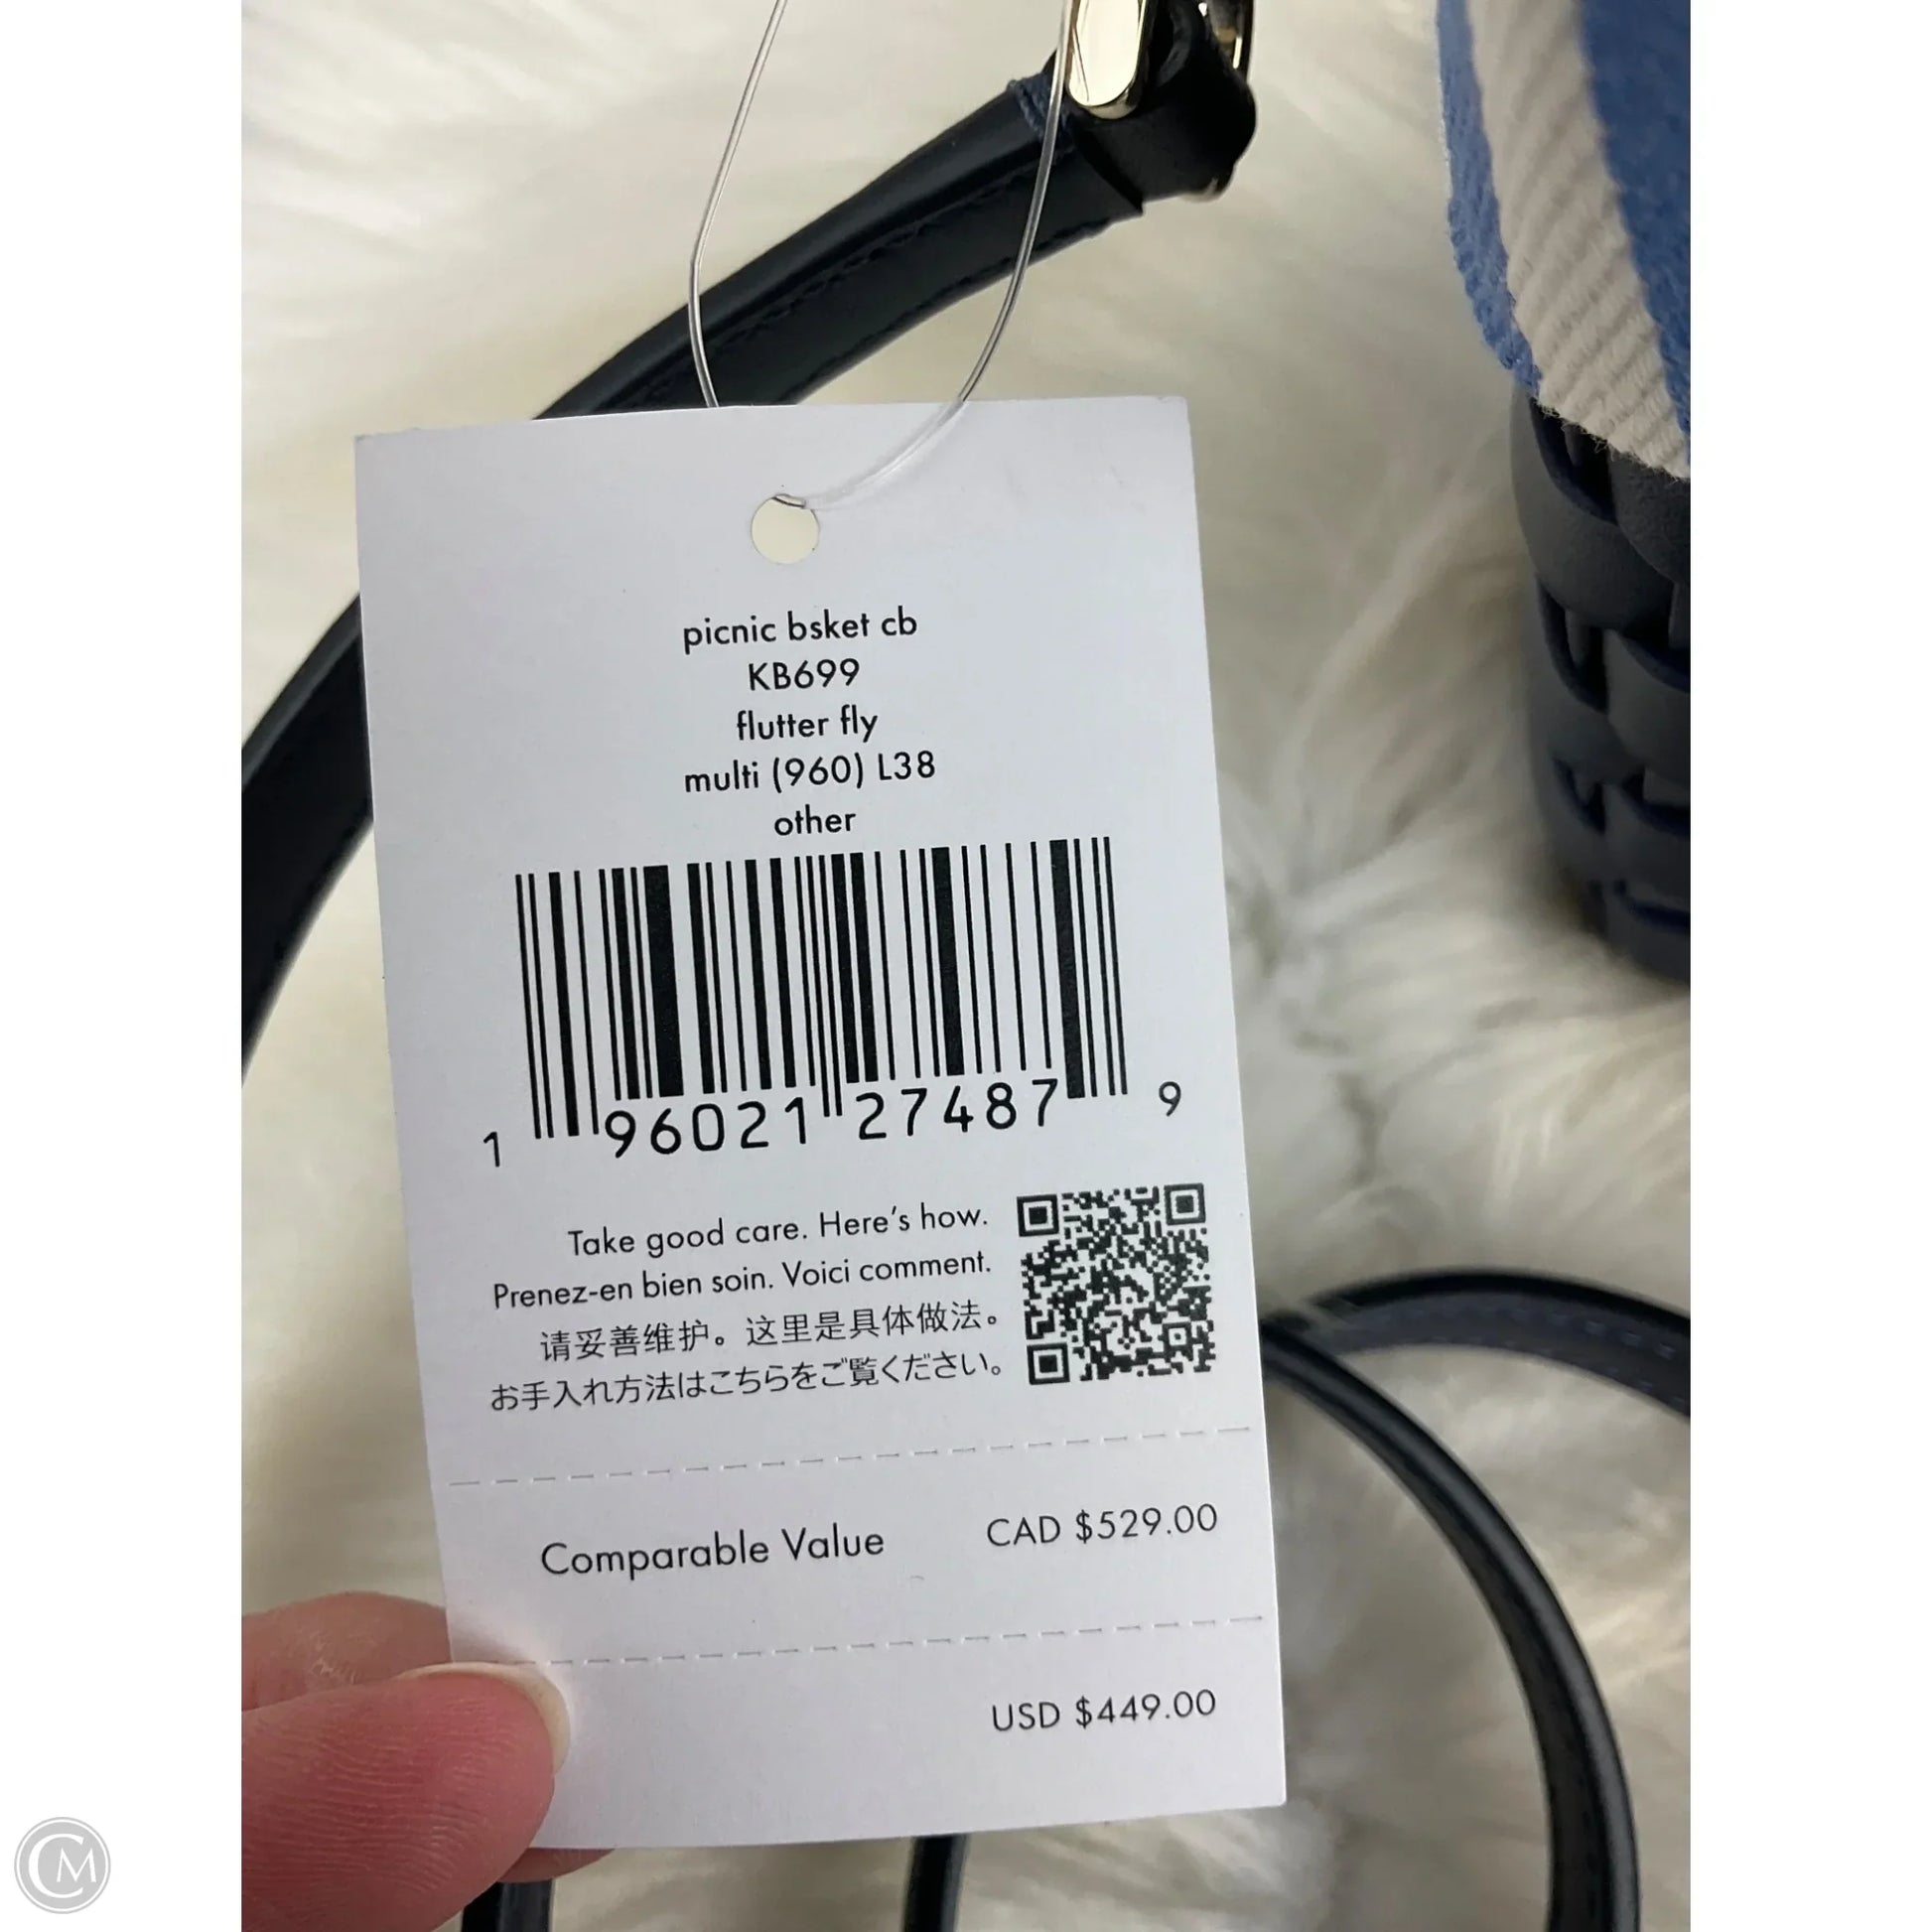 picnic bsket cb
KB699
flutter fly
multi (960) L38
other
1 96021 27487 9
Take good care. Here's how.
Prenez-en bien soin. Voici comment.
请妥善维护。这里是具体做法。
お手入れ方法はこちらをご覧ください。
Comparable Value CAD $529.00
USD $449.00
CM